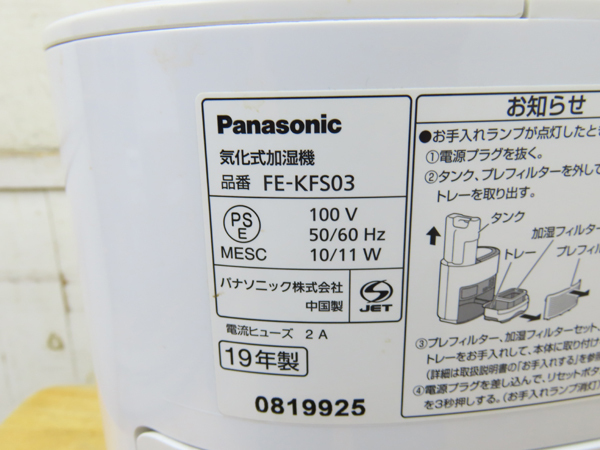 Panasonic
気化式加湿機
品番 FE-KFS03
PS
E
MESC
100 V
50/60 Hz
10/11 W
パナソニック株式会社
中国製
S
JET
電流ヒューズ 2 A
19年製
0819925
お知らせ
●お手入れランプが点灯したとき
①電源プラグを抜く。
②タンク、プレフィルターを外して
トレーを取り出す。
タンク
加湿フィルター
トレー
プレフィル
③プレフィルター、加湿フィルターセット、
トレーをお手入れして、本体に取り付け
(詳細は取扱説明書の「お手入れする」を参照
④電源プラグを差し込んで、リセットボタ
を3秒押しする。(お手入れランプ消灯)